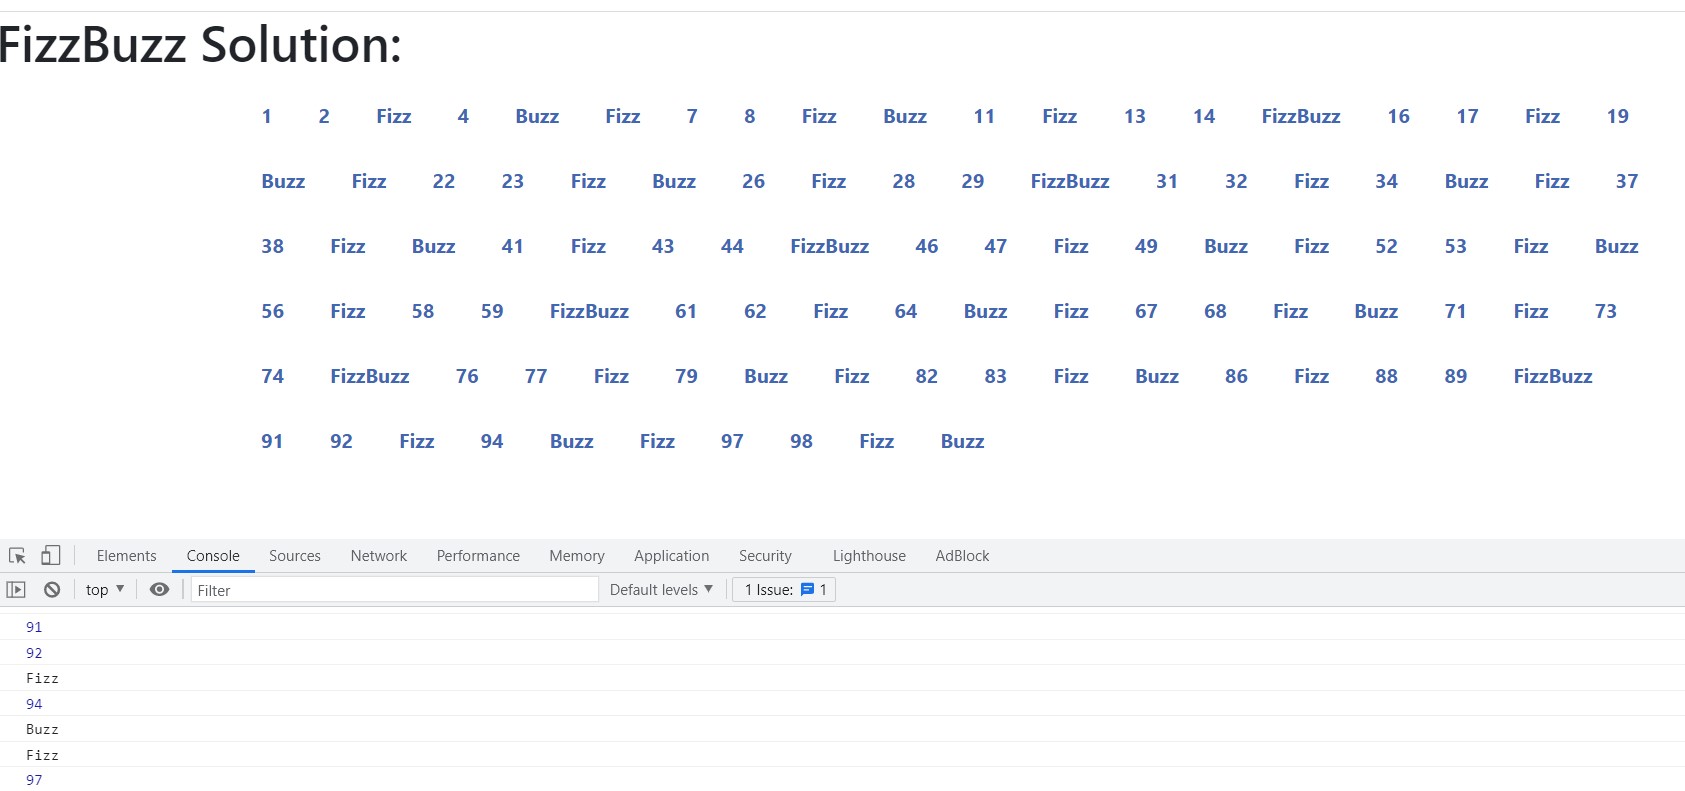 FizzBuzz Solution:
1 2 Fizz 4 Buzz Fizz 7 8 Fizz Buzz 11 Fizz 13 14 FizzBuzz 16 17 Fizz 19
Buzz Fizz 22 23 Fizz Buzz 26 Fizz 28 29 FizzBuzz 31 32 Fizz 34 Buzz Fizz 37
38 Fizz Buzz 41 Fizz 43 44 FizzBuzz 46 47 Fizz 49 Buzz Fizz 52 53 Fizz Buzz
56 Fizz 58 59 FizzBuzz 61 62 Fizz 64 Buzz Fizz 67 68 Fizz Buzz 71 Fizz 73
74 FizzBuzz 76 77 Fizz 79 Buzz Fizz 82 83 Fizz Buzz 86 Fizz 88 89 FizzBuzz
91 92 Fizz 94 Buzz Fizz 97 98 Fizz Buzz
Elements Console Sources Network Performance Memory Application Security Lighthouse AdBlock
top Filter Default levels 1 Issue: 1
91
92
Fizz
94
Buzz
Fizz
97